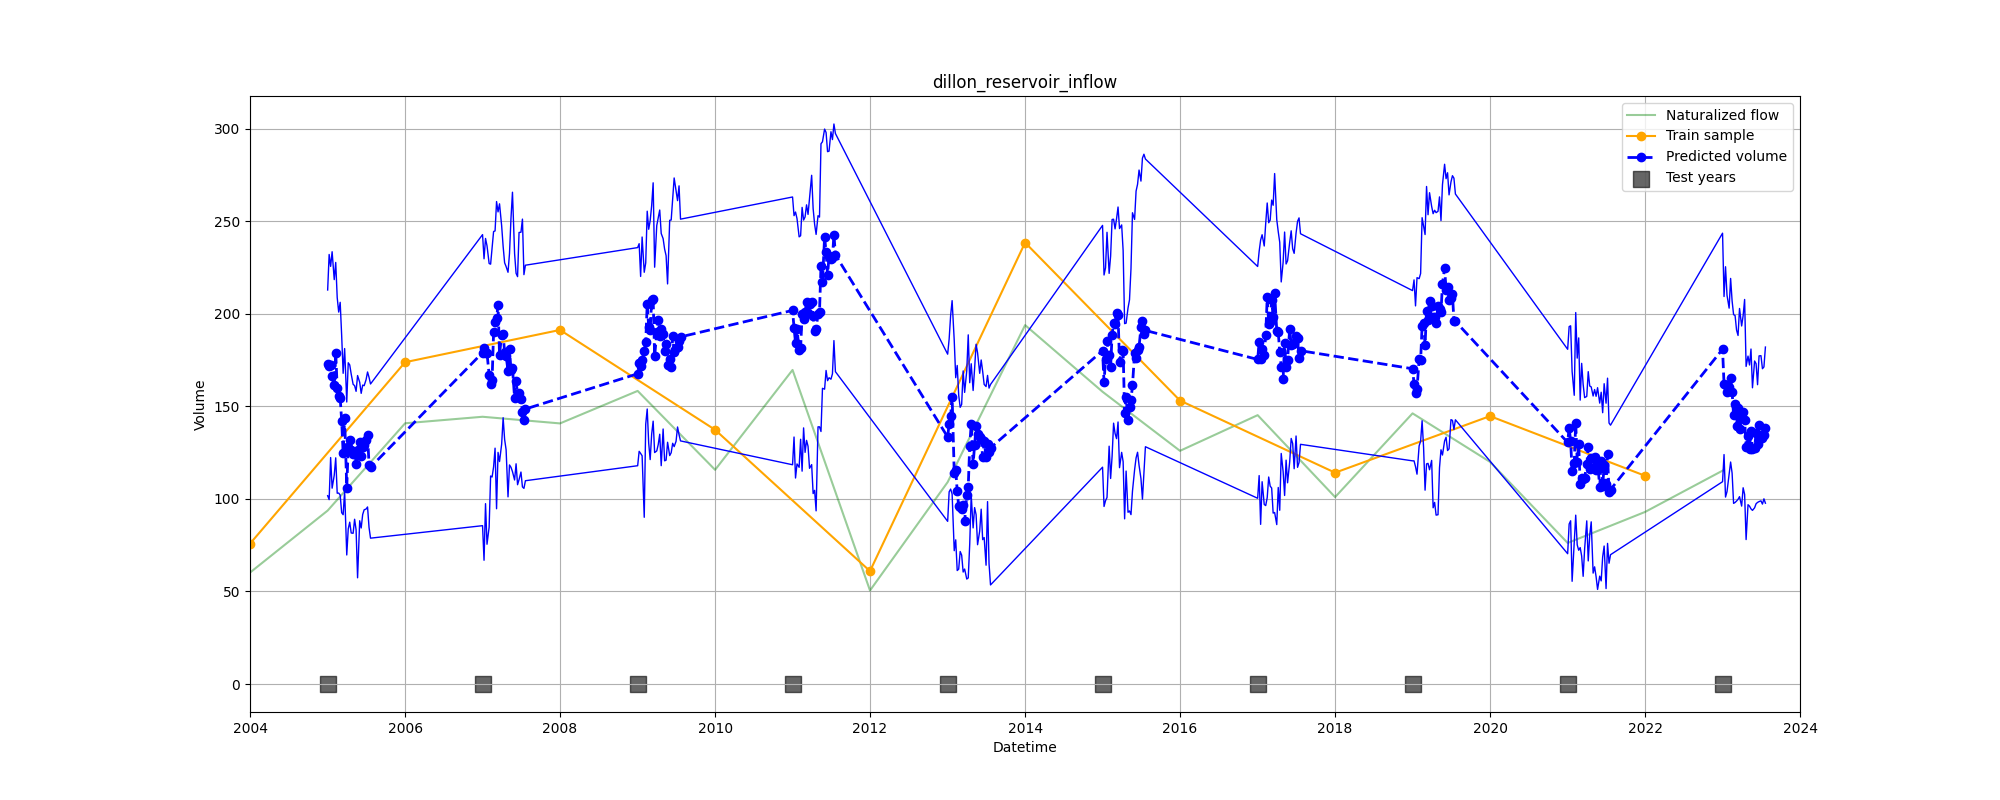 dillon_reservoir_inflow
Naturalized flow
Train sample
Predicted volume
Test years
Volume
300
250
200
150
100
50
0
2004 2006 2008 2010 2012 2014 2016 2018 2020 2022 2024
Datetime